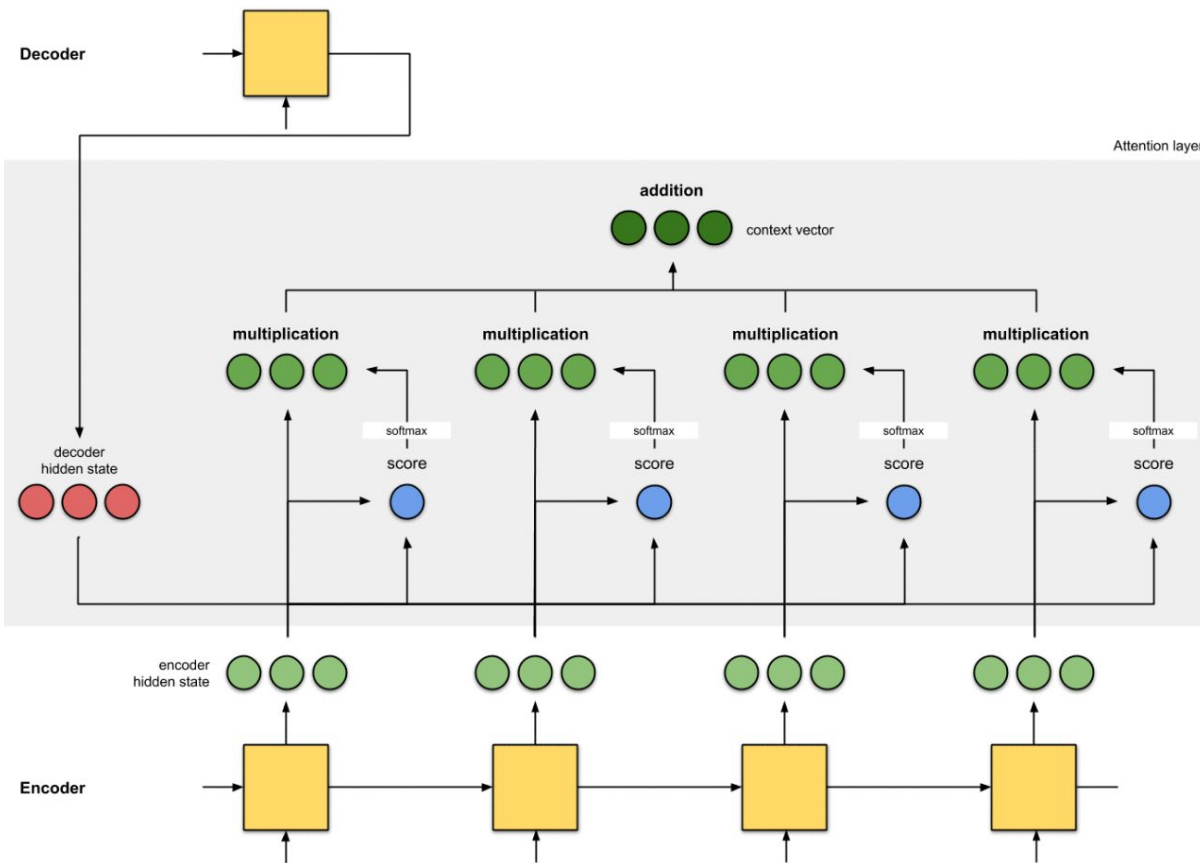 Decoder
Attention layer
addition
context vector
multiplication
multiplication
multiplication
multiplication
softmax
softmax
softmax
softmax
decoder
hidden state
score
score
score
score
encoder
hidden state
Encoder